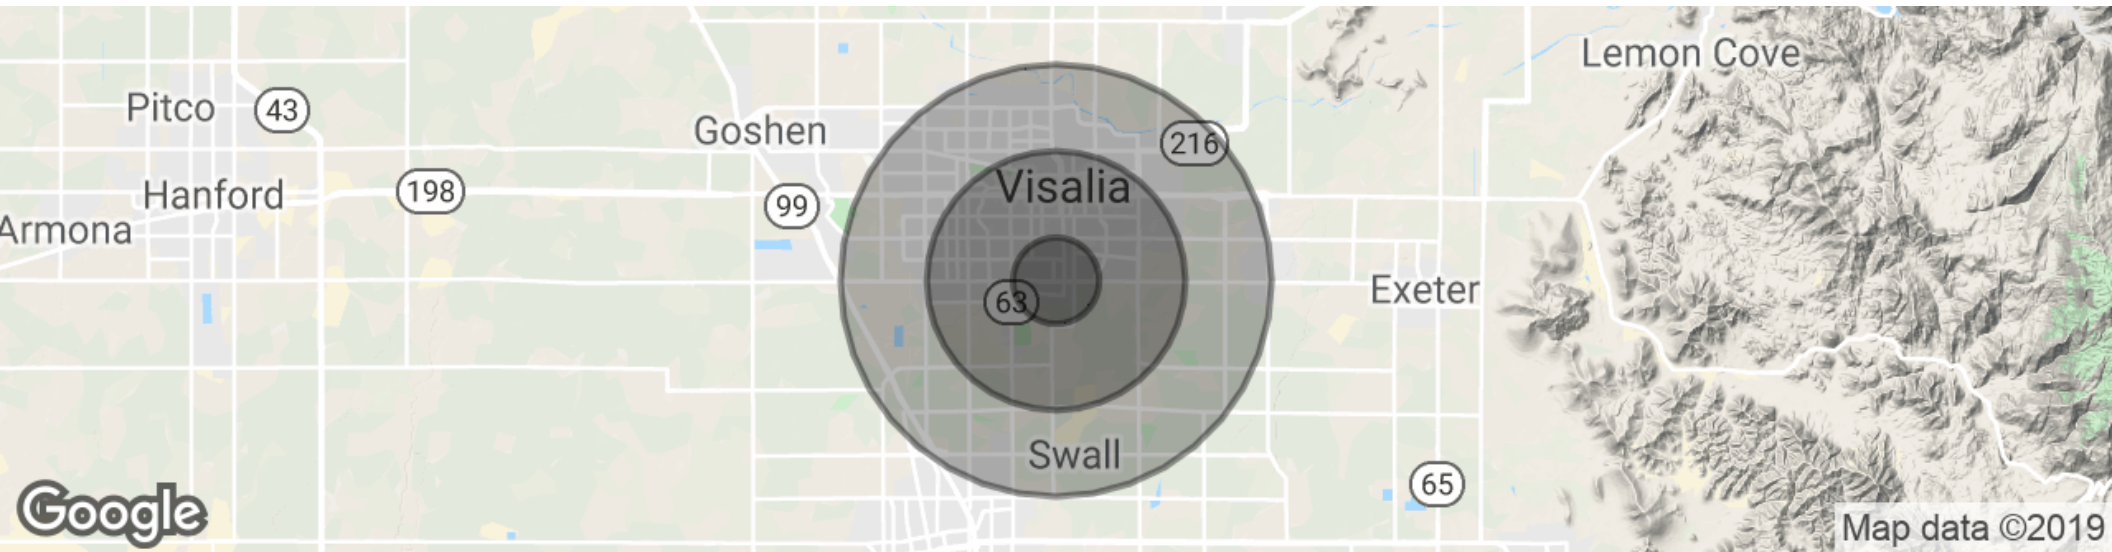 Lemon Cove
Pitco
43
Goshen
216
Visalia
198
Hanford
99
Armona
Exeter
63
Swall
65
Google
Map data ©2019